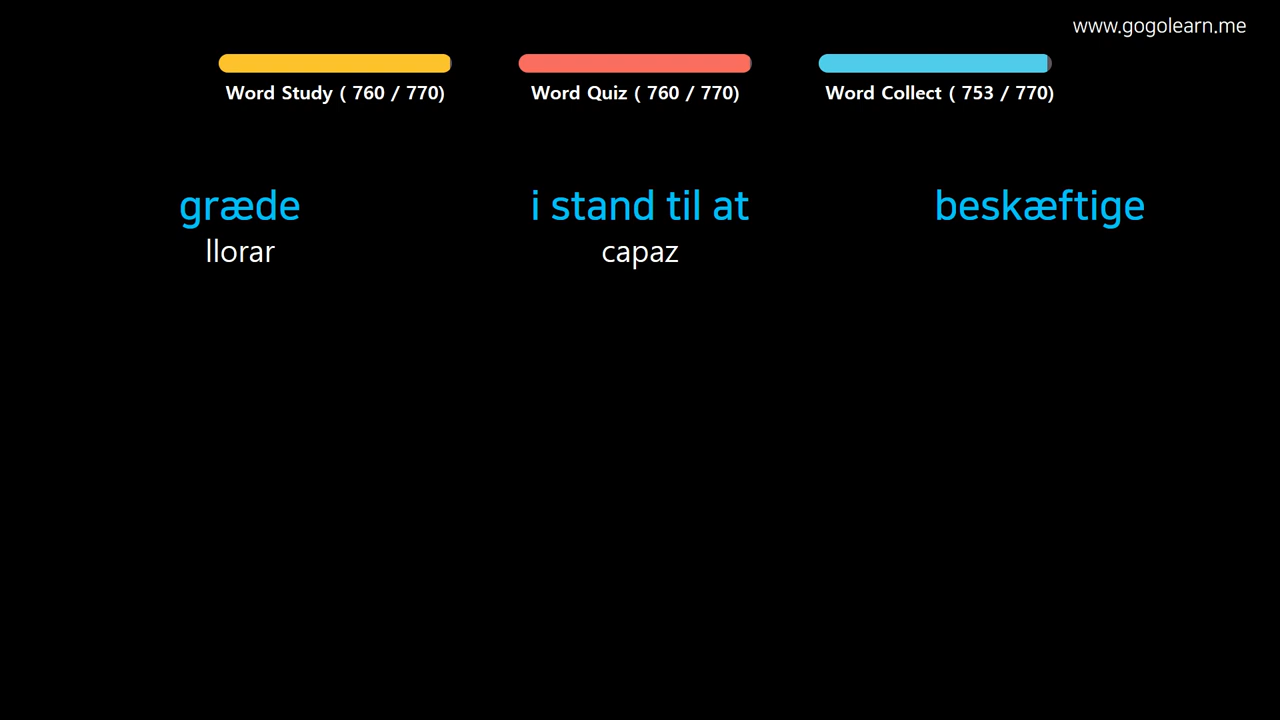 www.gogolearn.me
Word Study ( 760 / 770)
Word Quiz ( 760 / 770)
Word Collect ( 753 / 770)
græde
llorar
i stand til at
capaz
beskæftige